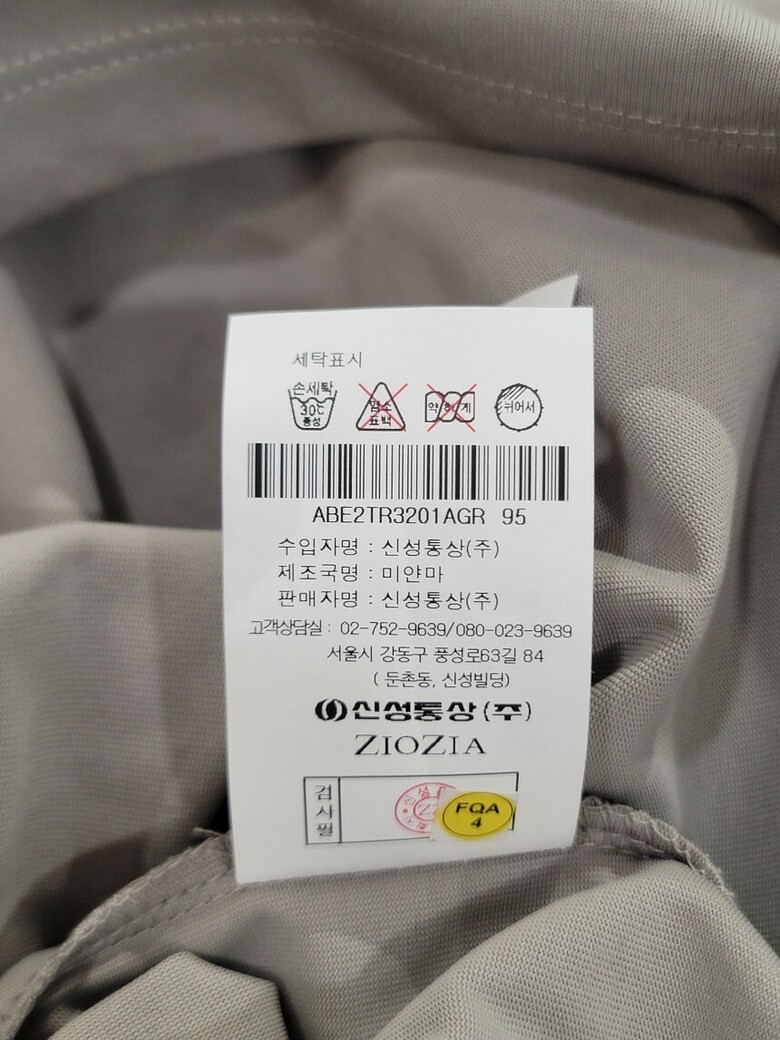 세탁표시
손세탁
30℃
중성
염소
표백
약하게
뉘어서
ABE2TR3201AGR 95
수입자명 : 신성통상(주)
제조국명 : 미얀마
판매자명 : 신성통상(주)
고객상담실 : 02-752-9639/080-023-9639
서울시 강동구 풍성로63길 84
( 둔촌동, 신성빌딩)
신성통상(주)
ZIOZIA
검사필
FQA
4